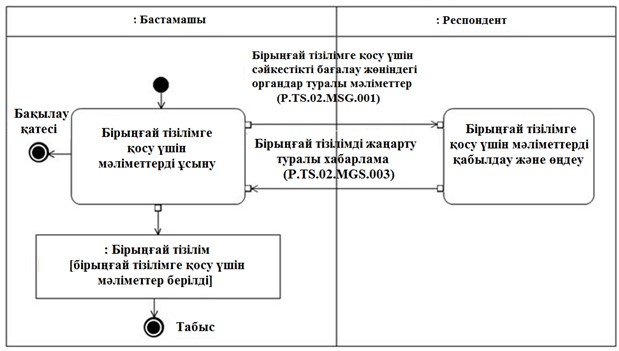 : Бастамашы
: Респондент
Бірыңғай тізілімге қосу үшін
сәйкестікті бағалау жөніндегі
органдар туралы мәліметтер
(P.TS.02.MSG.001)
Бақылау
қатесі
Бірыңғай тізілімге
қосу үшін
мәліметтерді ұсыну
Бірыңғай тізілімді жаңарту
туралы хабарлама
(P.TS.02.MGS.003)
Бірыңғай тізілімге
қосу үшін мәліметтерді
қабылдау және өңдеу
: Бірыңғай тізілім
[бірыңғай тізілімге қосу үшін
мәліметтер берілді]
Табыс